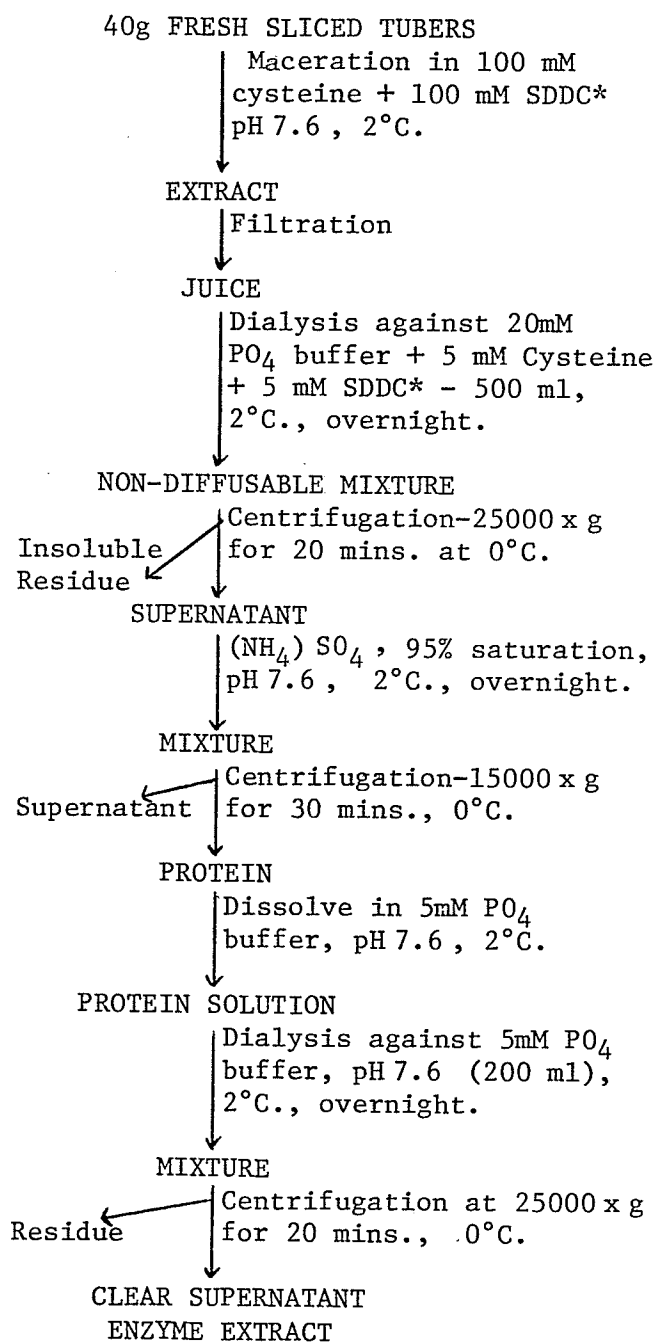 40g FRESH SLICED TUBERS
Maceration in 100 mM
cysteine + 100 mM SDDC*
pH 7.6 , 2°C.
EXTRACT
Filtration
JUICE
Dialysis against 20mM
PO4 buffer + 5 mM Cysteine
+ 5 mM SDDC* - 500 ml,
2°C., overnight.
NON-DIFFUSABLE MIXTURE
Centrifugation-25000 x g
for 20 mins. at 0°C.
Insoluble
Residue
SUPERNATANT
(NH4) SO4 , 95% saturation,
pH 7.6 , 2°C., overnight.
MIXTURE
Centrifugation-15000 x g
for 30 mins., 0°C.
Supernatant
PROTEIN
Dissolve in 5mM PO4
buffer, pH 7.6 , 2°C.
PROTEIN SOLUTION
Dialysis against 5mM PO4
buffer, pH 7.6 (200 ml),
2°C., overnight.
MIXTURE
Centrifugation at 25000 x g
for 20 mins., .0°C.
Residue
CLEAR SUPERNATANT
ENZYME EXTRACT